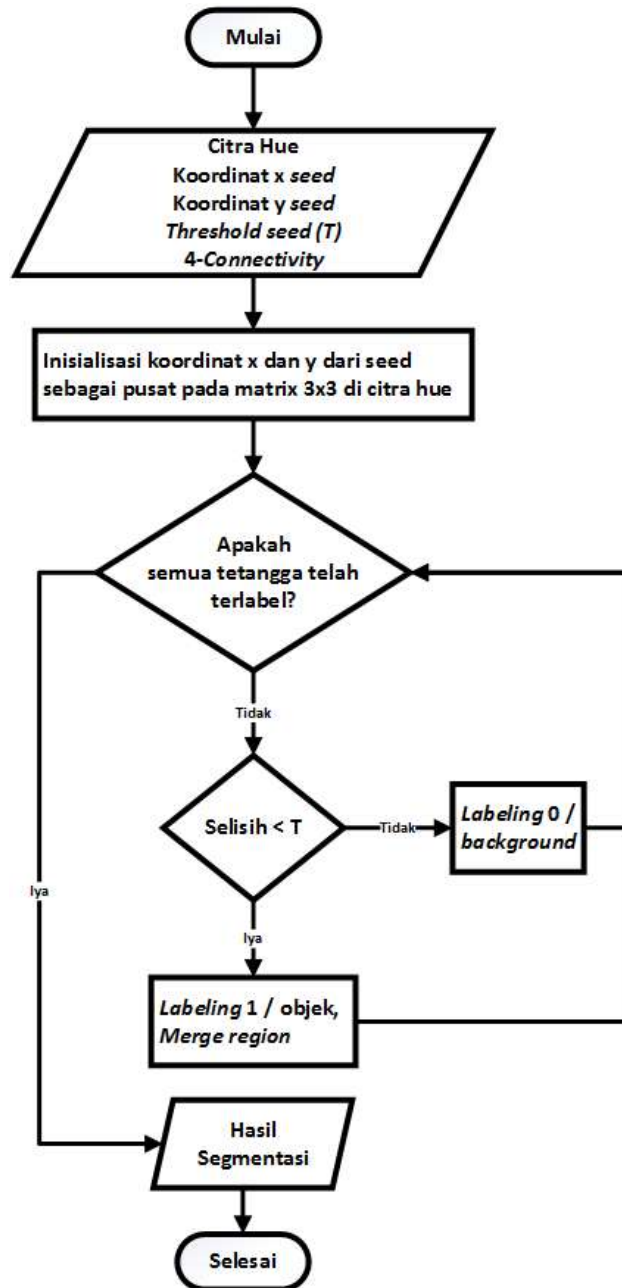 Mulai
Citra Hue
Koordinat x seed
Koordinat y seed
Threshold seed (T)
4-Connectivity
Inisialisasi koordinat x dan y dari seed
sebagai pusat pada matrix 3x3 di citra hue
Apakah
semua tetangga telah
terlabel?
Tidak
Selisih < T
Tidak
Labeling 0 /
background
Iya
Iya
Labeling 1 / objek,
Merge region
Hasil
Segmentasi
Selesai